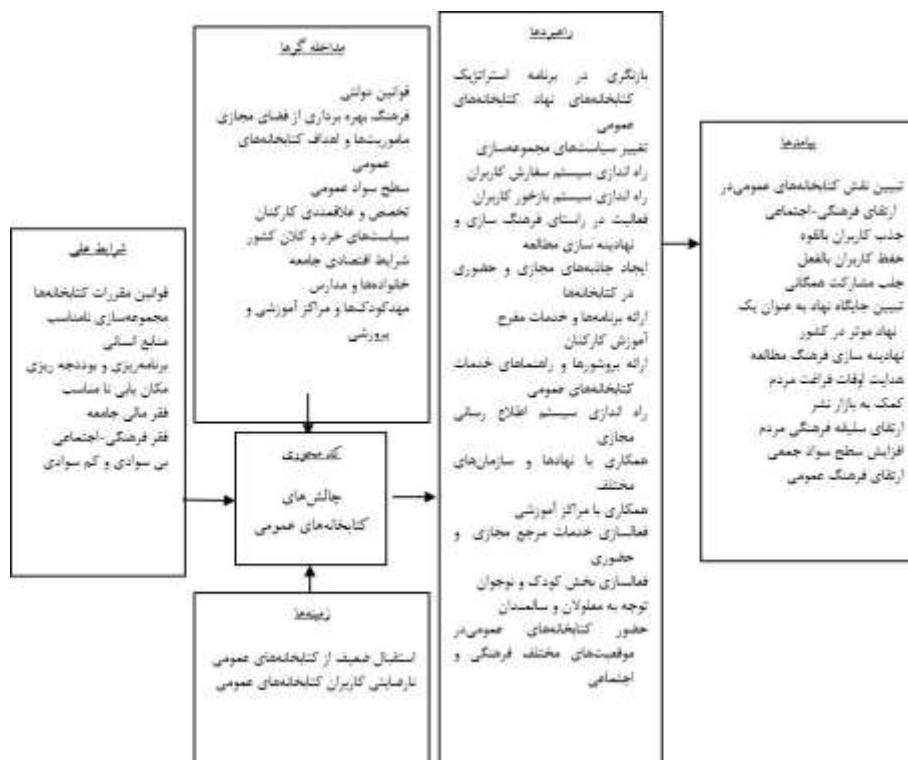 مداخله گرها
قوانین دولتی
فرهنگ بهره برداری از فضای مجازی
ماموریت‌ها و اهداف کتابخانه‌های
عمومی
سطح سواد عمومی
تخصص و علاقمندی کارکنان
سیاست‌های خرد و کلان کشور
شرایط اقتصادی جامعه
خانواده‌ها و مدارس
مهدکودک‌ها و مراکز آموزشی و
پرورشی
شرایط علی
قوانین مقررات کتابخانه‌ها
مجموعه‌سازی نامناسب
منابع انسانی
برنامه‌ریزی و بودجه ریزی
مکان یابی نا مناسب
فقر مالی جامعه
فقر فرهنگی-اجتماعی
بی سوادی و کم سوادی
کدمحوری
چالش‌های
کتابخانه‌های عمومی
زمینه‌ها
استقبال ضعیف از کتابخانه‌های عمومی
نارضایتی کاربران کتابخانه‌های عمومی
راهبردها
بازنگری در برنامه استراتژیک
کتابخانه‌های نهاد کتابخانه‌های
عمومی
تغییر سیاست‌های مجموعه‌سازی
راه اندازی سیستم سفارش کاربران
راه اندازی سیستم بازخور کاربران
فعالیت در راستای فرهنگ سازی و
نهادینه سازی مطالعه
ایجاد جاذبه‌های مجازی و حضوری
در کتابخانه‌ها
ارائه برنامه‌ها و خدمات مفرح
آموزش کارکنان
ارائه بروشورها و راهنماهای خدمات
کتابخانه‌های عمومی
راه اندازی سیستم اطلاع رسانی
مجازی
همکاری با نهادها و سازمان‌های
مختلف
همکاری با مراکز آموزشی
فعالسازی خدمات مرجع مجازی و
حضوری
فعالسازی بخش کودک و نوجوان
توجه به معلولان و سالمندان
حضور کتابخانه‌های عمومی‌در
موقعیت‌های مختلف فرهنگی و
اجتماعی
پیامدها
تبیین نقش کتابخانه‌های عمومی‌در
ارتقای فرهنگی-اجتماعی
جذب کاربران بالقوه
حفظ کاربران بالفعل
جلب مشارکت همگانی
تبیین جایگاه نهاد به عنوان یک
نهاد موثر در کشور
نهادینه سازی فرهنگ مطالعه
هدایت اوقات فراغت مردم
کمک به بازار نشر
ارتقای سلیقه فرهنگی مردم
افزایش سطح سواد جمعی
ارتقای فرهنگ عمومی